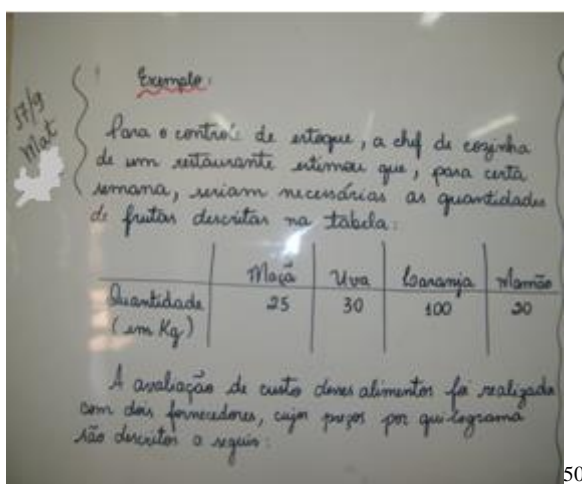 Exemplo:
Para o controle de estoque, a chef de cozinha
de um restaurante estimou que, para certa
semana, seriam necessárias as quantidades
de frutas descritas na tabela:
Maçã Uva Laranja Mamão
Quantidade 25 30 100 20
(em Kg)
A avaliação de custo desses alimentos foi realizada
com dois fornecedores, cujos preços por quilograma
são descritos a seguir:
17/9
Mat
50